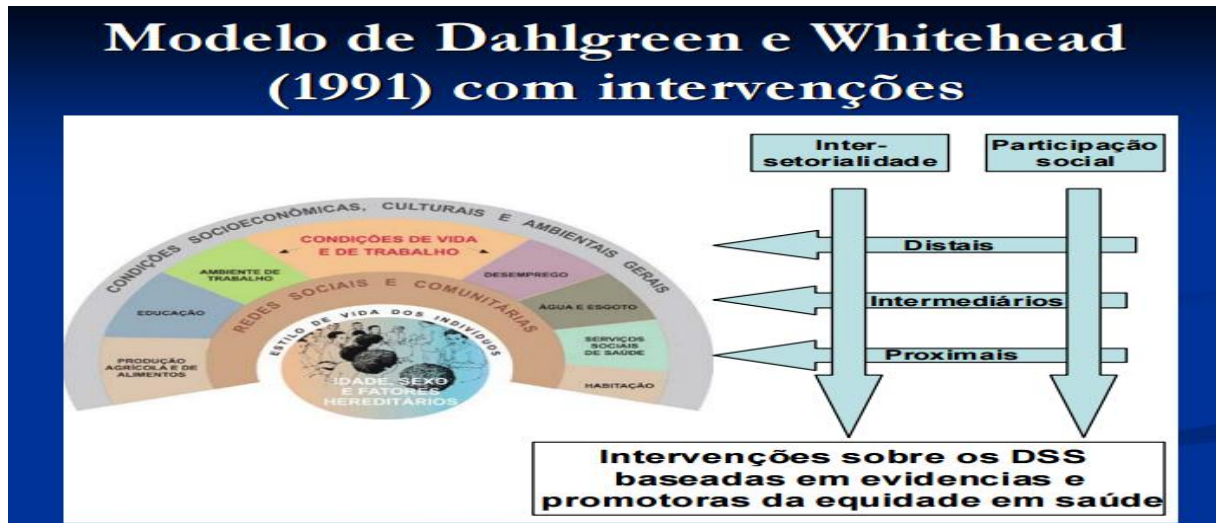 Modelo de Dahlgreen e Whitehead
(1991) com intervenções
Inter-
setorialidade
Participação
social
CONDIÇÕES SOCIOECONÔMICAS, CULTURAIS E AMBIENTAIS GERAIS
CONDIÇÕES DE VIDA
E DE TRABALHO
AMBIENTE DE
TRABALHO
DESEMPREGO
REDES SOCIAIS E COMUNITÁRIAS
EDUCAÇÃO
ÁGUA E ESGOTO
ESTILO DE VIDA DOS INDIVÍDUOS
SERVIÇOS
SOCIAIS
DE SAÚDE
PRODUÇÃO
AGRÍCOLA E DE
ALIMENTOS
HABITAÇÃO
IDADE, SEXO
E FATORES
HEREDITÁRIOS
Distais
Intermediários
Proximais
Intervenções sobre os DSS
baseadas em evidencias e
promotoras da equidade em saúde